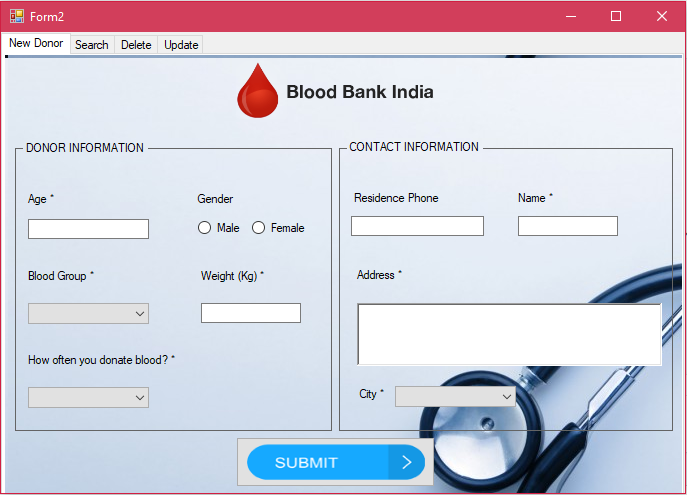 Form2
New Donor Search Delete Update
Blood Bank India
DONOR INFORMATION
Age *
Gender
Male Female
Blood Group *
Weight (Kg) *
How often you donate blood? *
CONTACT INFORMATION
Residence Phone
Name *
Address *
City *
SUBMIT